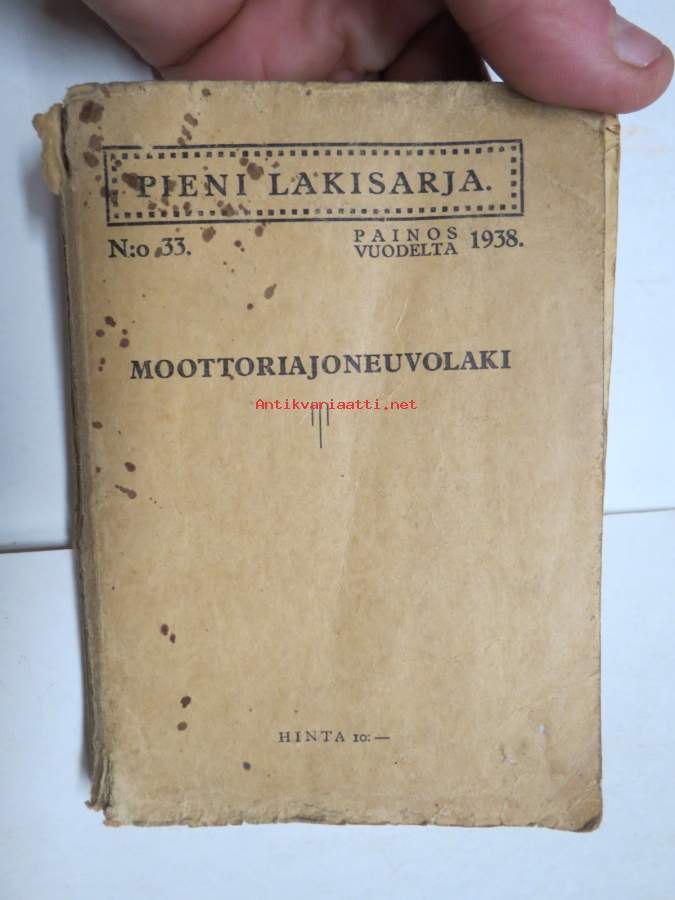 PIENI LAKISARJA.
N:o 33. PAINOS VUODELTA 1938.
MOOTTORIAJONEUVOLAKI
Antikvariaatti.net
HINTA 10:—